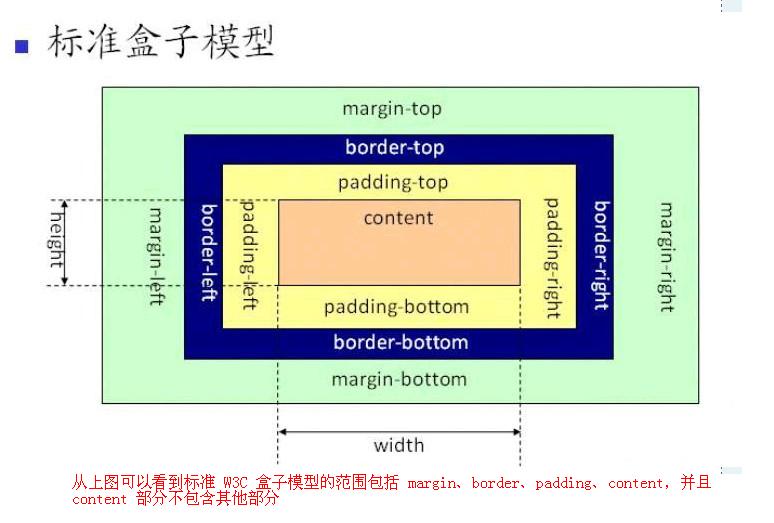 标准盒子模型
margin-top
border-top
padding-top
content
height
margin-left
border-left
padding-left
padding-right
border-right
margin-right
padding-bottom
border-bottom
margin-bottom
width
从上图可以看到标准 W3C 盒子模型的范围包括 margin、border、padding、content，并且
content 部分不包含其他部分